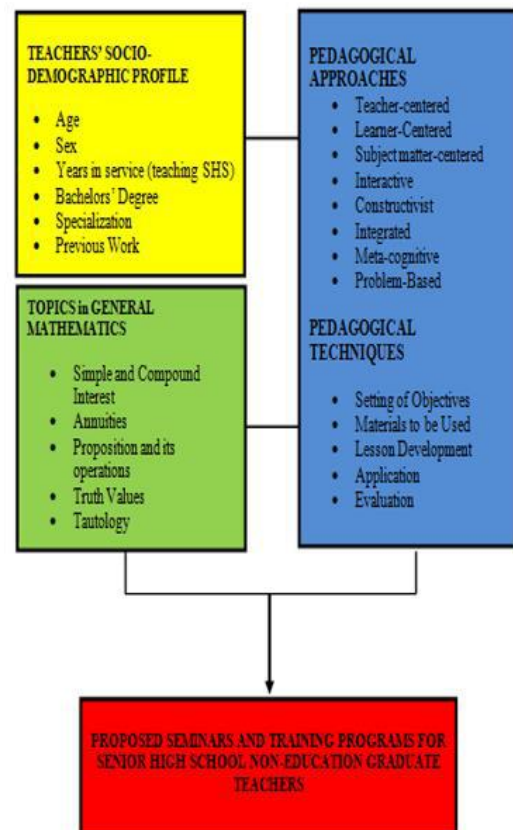 TEACHERS' SOCIO-
DEMOGRAPHIC PROFILE
• Age
• Sex
• Years in service (teaching SHS)
• Bachelors' Degree
• Specialization
• Previous Work
TOPICS in GENERAL
MATHEMATICS
• Simple and Compound
Interest
• Annuities
• Proposition and its
operations
• Truth Values
• Tautology
PEDAGOGICAL
APPROACHES
• Teacher-centered
• Learner-Centered
• Subject matter-centered
• Interactive
• Constructivist
• Integrated
• Meta-cognitive
• Problem-Based
PEDAGOGICAL
TECHNIQUES
• Setting of Objectives
• Materials to be Used
• Lesson Development
• Application
• Evaluation
PROPOSED SEMINARS AND TRAINING PROGRAMS FOR
SENIOR HIGH SCHOOL NON-EDUCATION GRADUATE
TEACHERS